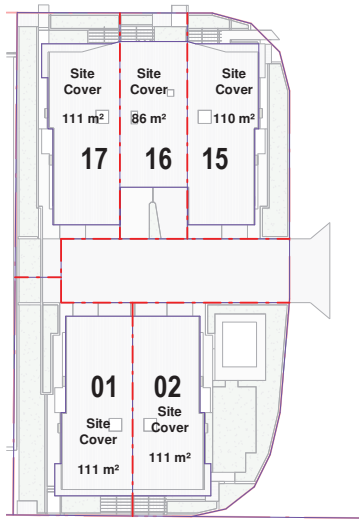 Site
Cover
111 m²
17
Site
Cover
86 m²
16
Site
Cover
110 m²
15
01
Site
Cover
111 m²
02
Site
Cover
111 m²